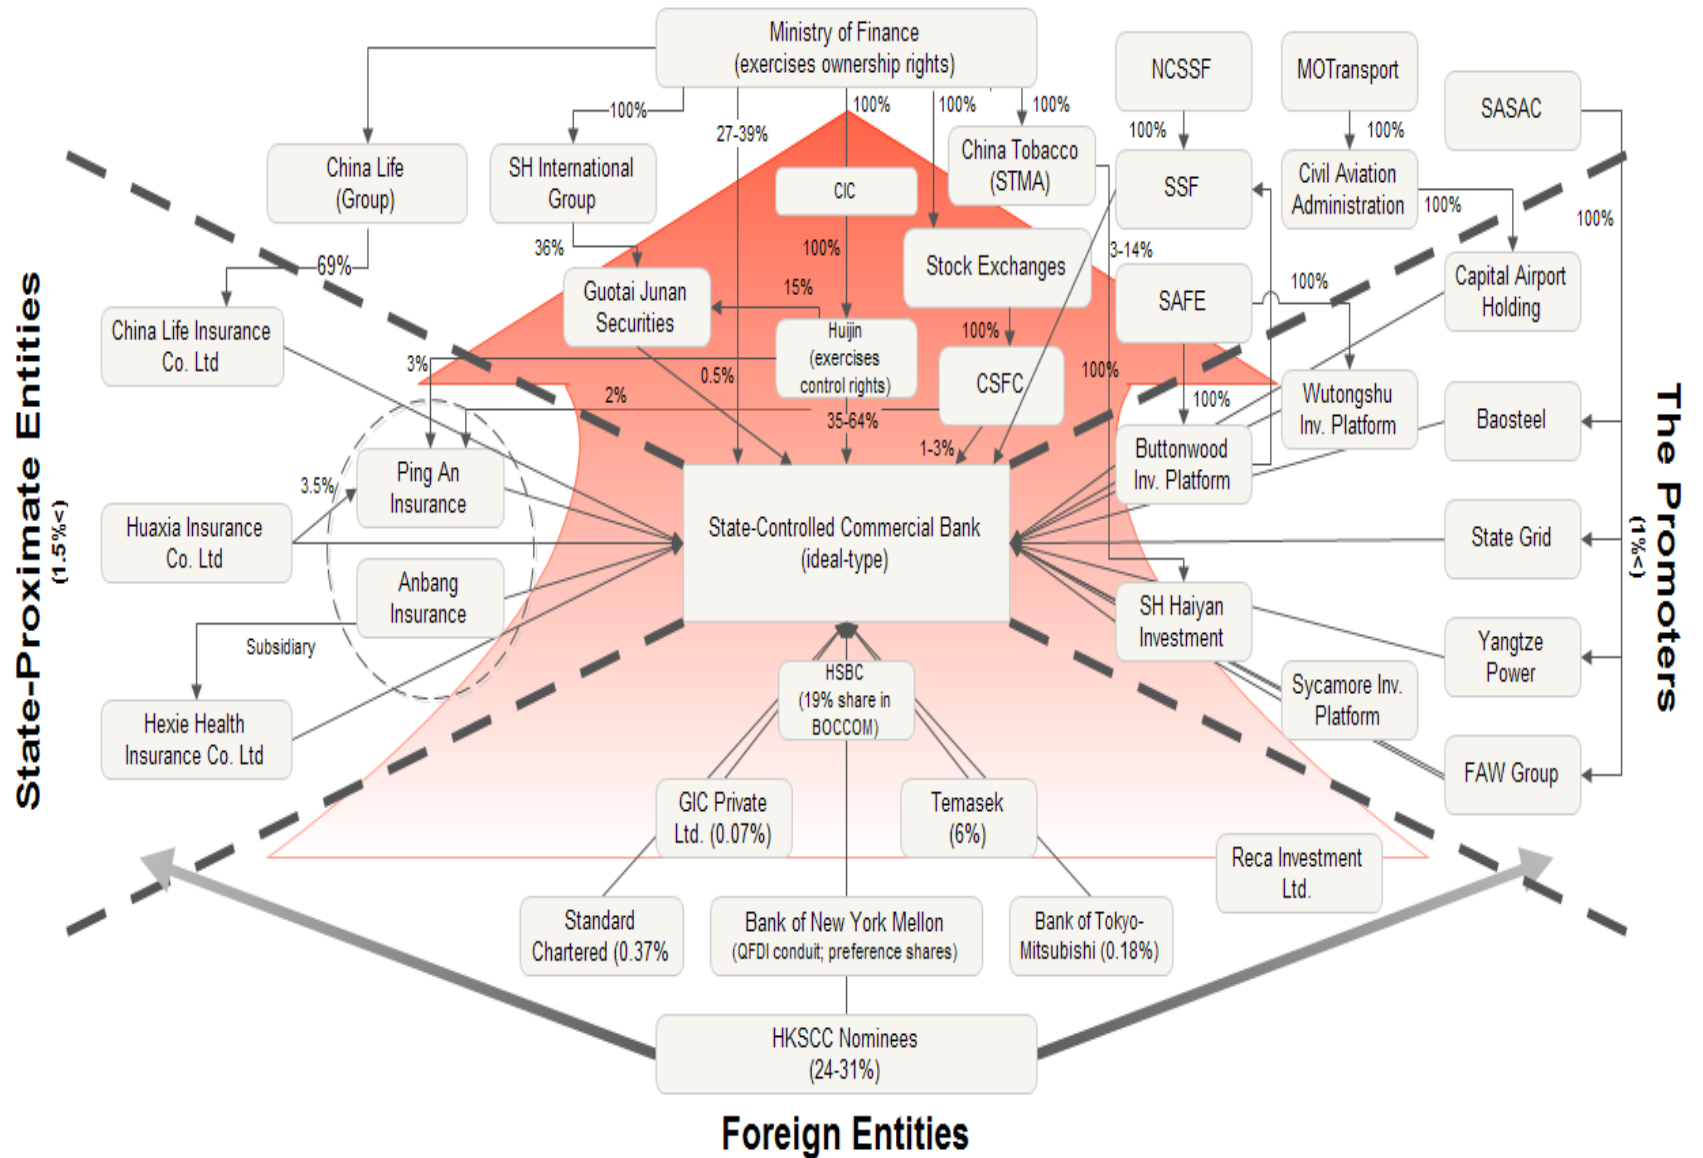 Ministry of Finance
(exercises ownership rights)
NCSSF
MOTransport
SASAC
100%
27-39%
100%
100%
100%
100%
100%
China Life
(Group)
SH International
Group
CIC
China Tobacco
(STMA)
SSF
Civil Aviation
Administration
100%
100%
69%
36%
100%
3-14%
Stock Exchanges
Guotai Junan
Securities
15%
SAFE
100%
Capital Airport
Holding
China Life Insurance
Co. Ltd
3%
0.5%
Huijin
(exercises
control rights)
100%
CSFC
100%
100%
Wutongshu
Inv. Platform
Baosteel
2%
35-64%
1-3%
Buttonwood
Inv. Platform
Ping An
Insurance
3.5%
Huaxia Insurance
Co. Ltd
State-Controlled Commercial Bank
(ideal-type)
State Grid
Anbang
Insurance
Subsidiary
SH Haiyan
Investment
Yangtze
Power
Hexie Health
Insurance Co. Ltd
HSBC
(19% share in
BOCCOM)
Sycamore Inv.
Platform
FAW Group
GIC Private
Ltd. (0.07%)
Temasek
(6%)
Reca Investment
Ltd.
Standard
Chartered (0.37%
Bank of New York Mellon
(QFDI conduit; preference shares)
Bank of Tokyo-
Mitsubishi (0.18%)
HKSCC Nominees
(24-31%)
State-Proximate Entities
(1.5%<)
The Promoters
(1%<)
Foreign Entities